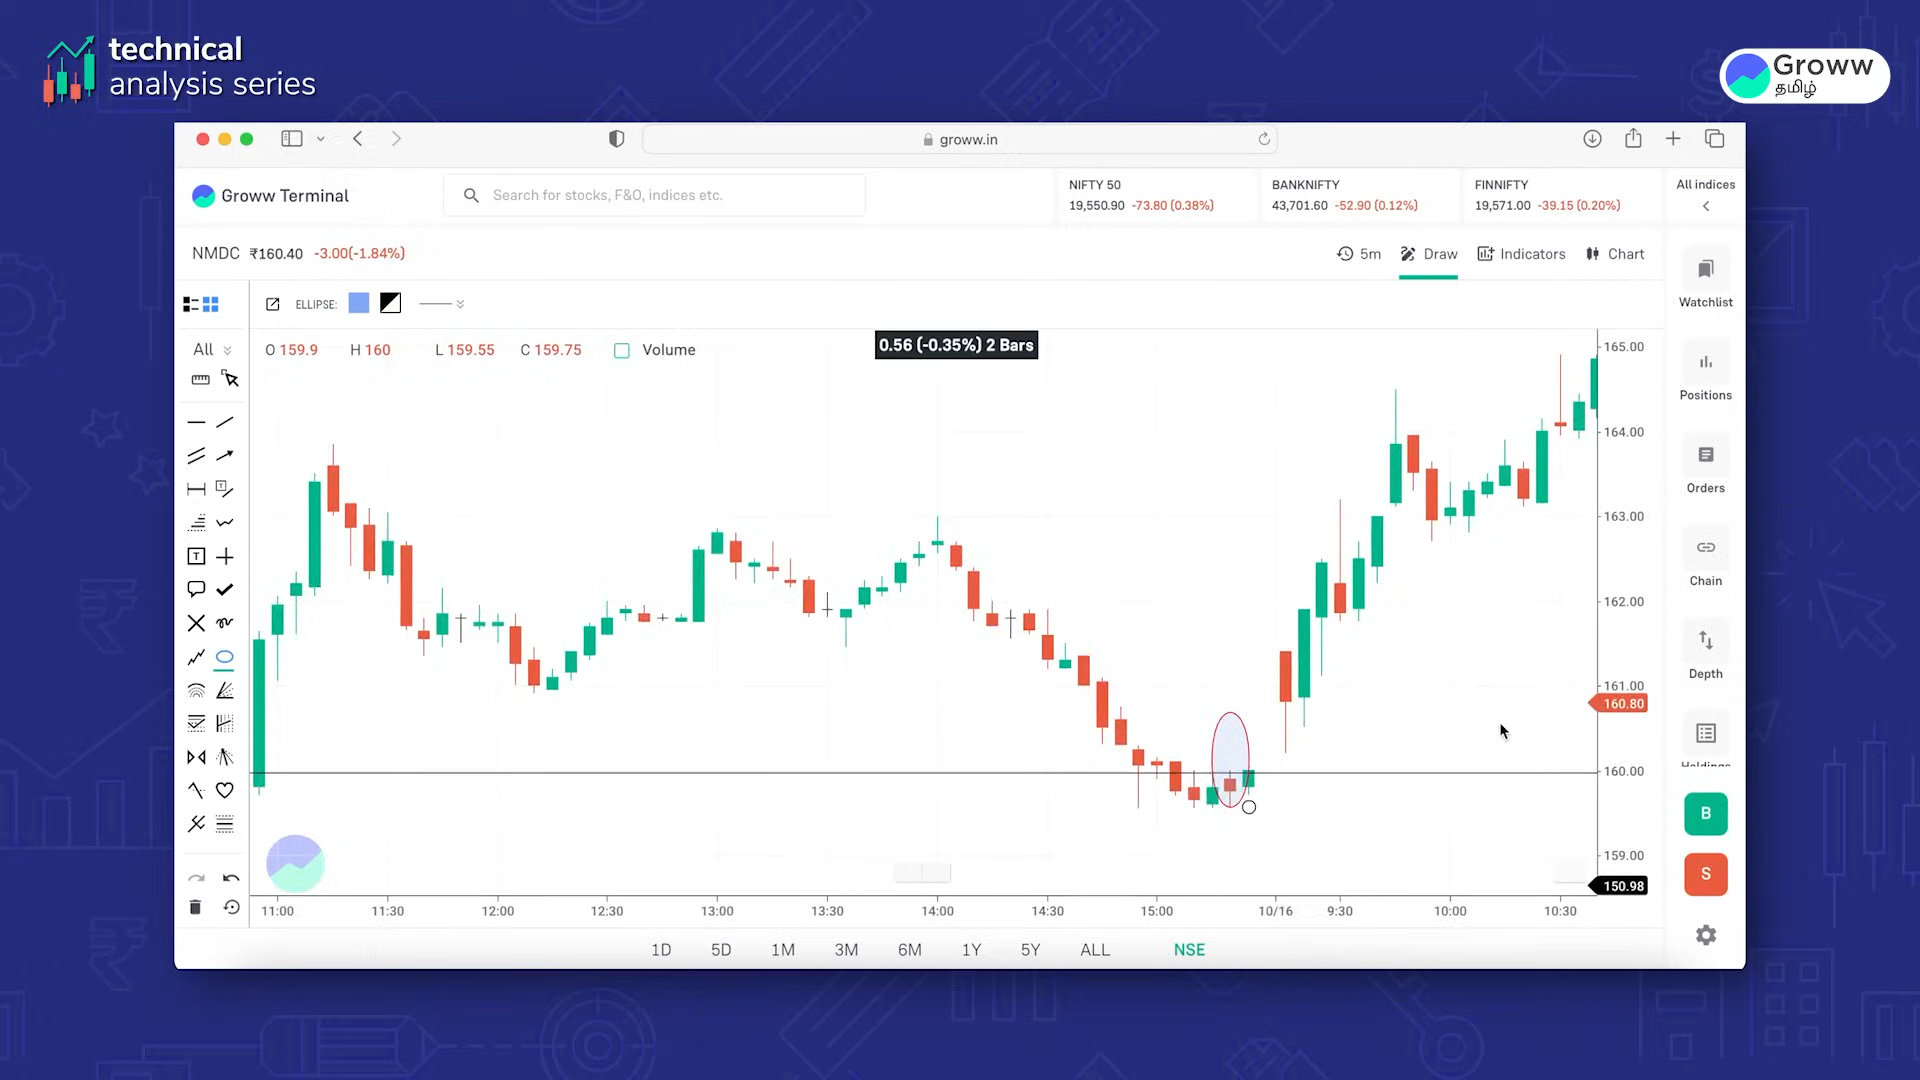 technical
analysis series
Groww
தமிழ்
groww.in
Groww Terminal
Search for stocks, F&O, indices etc.
NIFTY 50
19,550.90 -73.80 (0.38%)
BANKNIFTY
43,701.60 -52.90 (0.12%)
FINNIFTY
19,571.00 -39.15 (0.20%)
All indices
NMDC ₹160.40 -3.00(-1.84%)
5m Draw Indicators Chart
Watchlist
ELLIPSE:
All
O 159.9 H 160 L 159.55 C 159.75 Volume
0.56 (-0.35%) 2 Bars
165.00
164.00
163.00
162.00
161.00
160.80
160.00
159.00
150.98
Positions
Orders
Chain
Depth
Holdings
B
S
T
T
11:00 11:30 12:00 12:30 13:00 13:30 14:00 14:30 15:00 10/16 9:30 10:00 10:30
1D 5D 1M 3M 6M 1Y 5Y ALL NSE